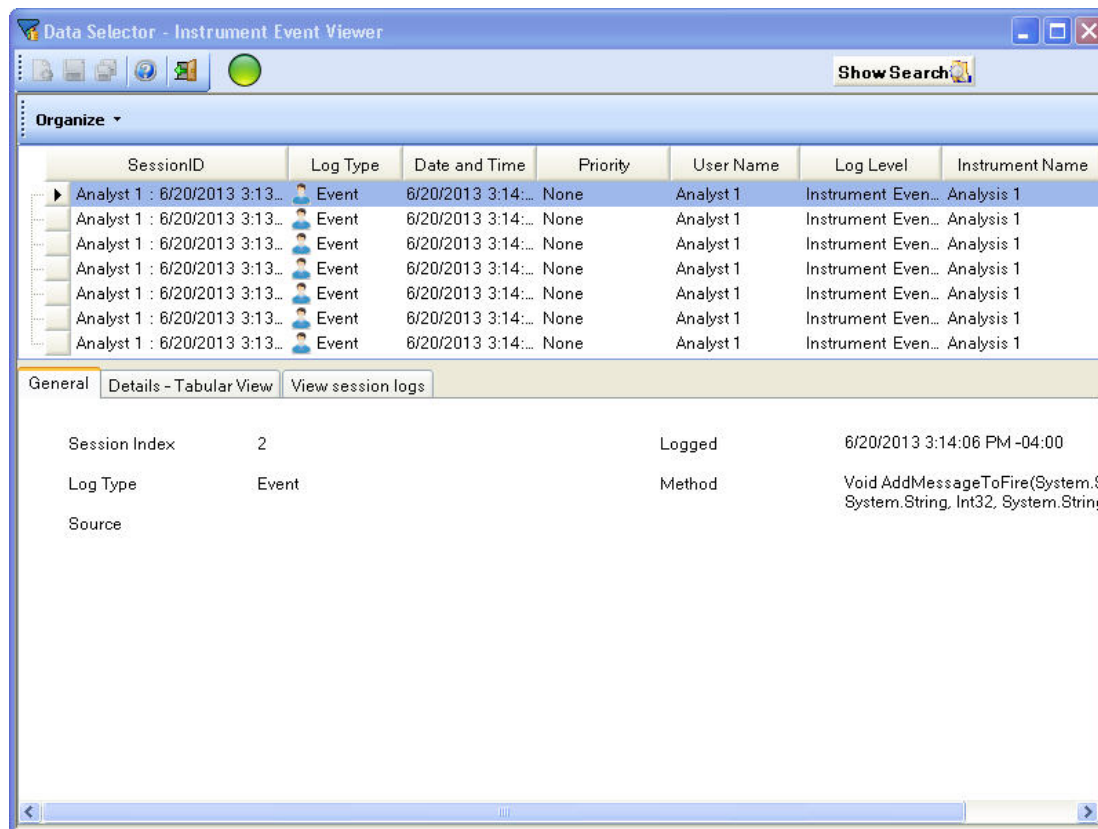 Data Selector - Instrument Event Viewer
Show Search
Organize
SessionID Log Type Date and Time Priority User Name Log Level Instrument Name
Analyst 1 : 6/20/2013 3:13... Event 6/20/2013 3:14:... None Analyst 1 Instrument Even... Analysis 1
Analyst 1 : 6/20/2013 3:13... Event 6/20/2013 3:14:... None Analyst 1 Instrument Even... Analysis 1
Analyst 1 : 6/20/2013 3:13... Event 6/20/2013 3:14:... None Analyst 1 Instrument Even... Analysis 1
Analyst 1 : 6/20/2013 3:13... Event 6/20/2013 3:14:... None Analyst 1 Instrument Even... Analysis 1
Analyst 1 : 6/20/2013 3:13... Event 6/20/2013 3:14:... None Analyst 1 Instrument Even... Analysis 1
Analyst 1 : 6/20/2013 3:13... Event 6/20/2013 3:14:... None Analyst 1 Instrument Even... Analysis 1
Analyst 1 : 6/20/2013 3:13... Event 6/20/2013 3:14:... None Analyst 1 Instrument Even... Analysis 1
General Details - Tabular View View session logs
Session Index 2 Logged 6/20/2013 3:14:06 PM -04:00
Log Type Event Method Void AddMessageToFire(System.S
System.String, Int32, System.String
Source